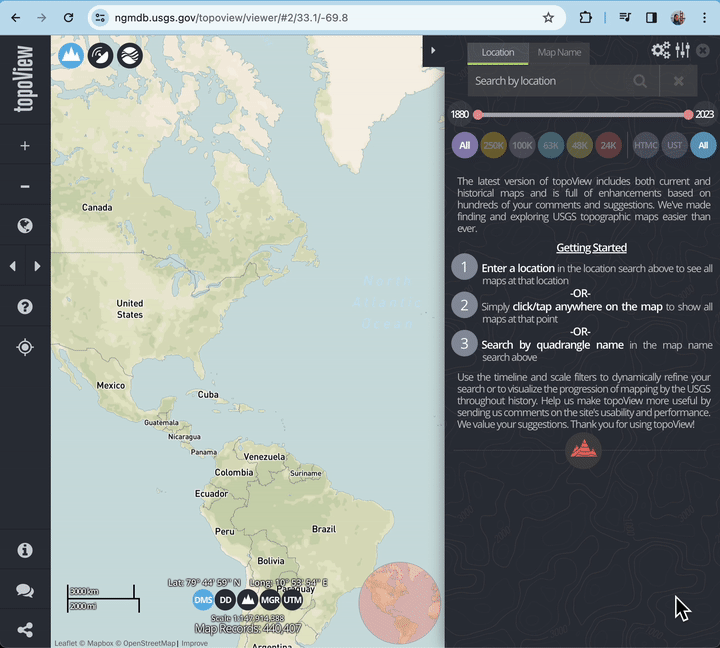 ngmdb.usgs.gov/topoview/viewer/#2/33.1/-69.8
topoView
Location
Map Name
Search by location
1880
2023
All
250K
100K
63K
48K
24K
HTMC
UST
All
The latest version of topoView includes both current and
historical maps and is full of enhancements based on
hundreds of your comments and suggestions. We've made
finding and exploring USGS topographic maps easier than
ever.
Getting Started
1 Enter a location in the location search above to see all
maps at that location
-OR-
2 Simply click/tap anywhere on the map to show all
maps at that point
-OR-
3 Search by quadrangle name in the map name
search above
Use the timeline and scale filters to dynamically refine your
search or to visualize the progression of mapping by the USGS
throughout history. Help us make topoView more useful by
sending us comments on the site's usability and performance.
We value your suggestions. Thank you for using topoView!
Canada
North
Atlantic
Ocean
United
States
Mexico
Cuba
Guatemala
Nicaragua
Panama
Venezuela
Colombia
Suriname
Ecuador
Peru
Brazil
Bolivia
Paraguay
Argentina
Lat: 79° 44' 59" N Long: 10° 53' 54" E
DMS
DD
MGR
UTM
3000 km
2000 mi
Scale 1:147,914,388
Map Records: 440,407
Leaflet © Mapbox © OpenStreetMap | Improve